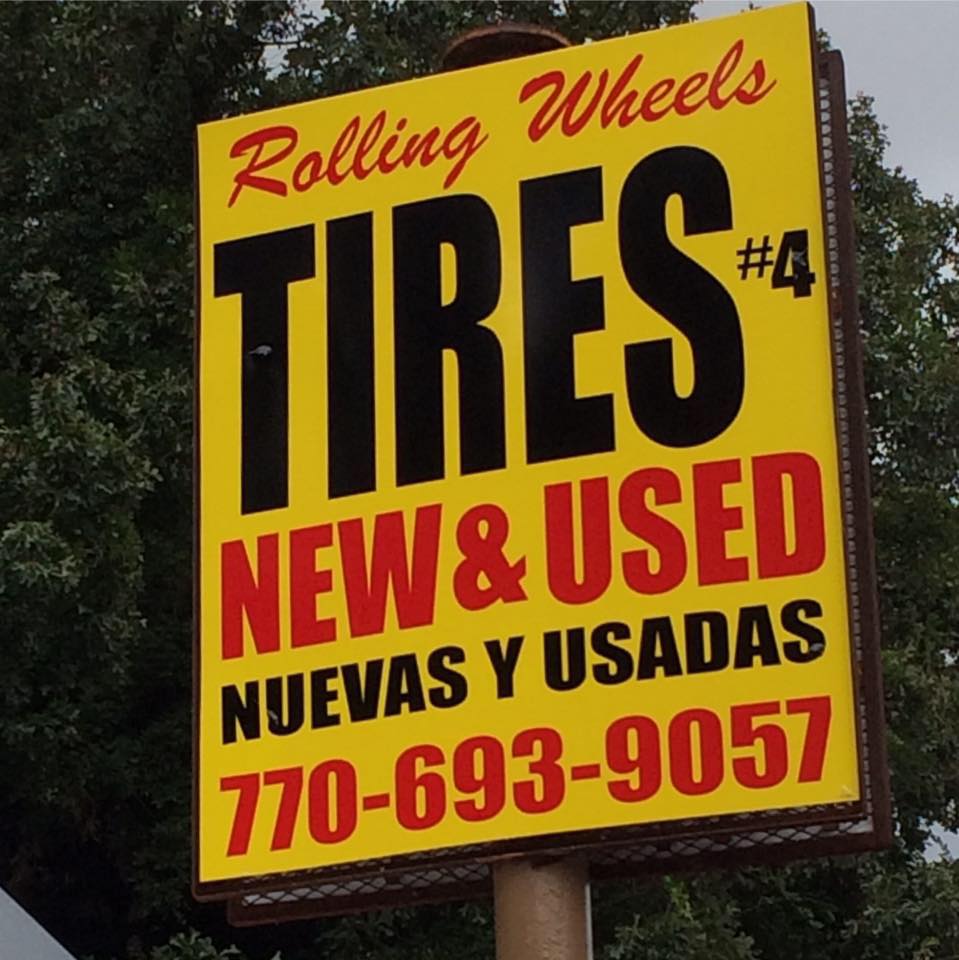 Rolling Wheels
TIRES #4
NEW & USED
NUEVAS Y USADAS
770-693-9057